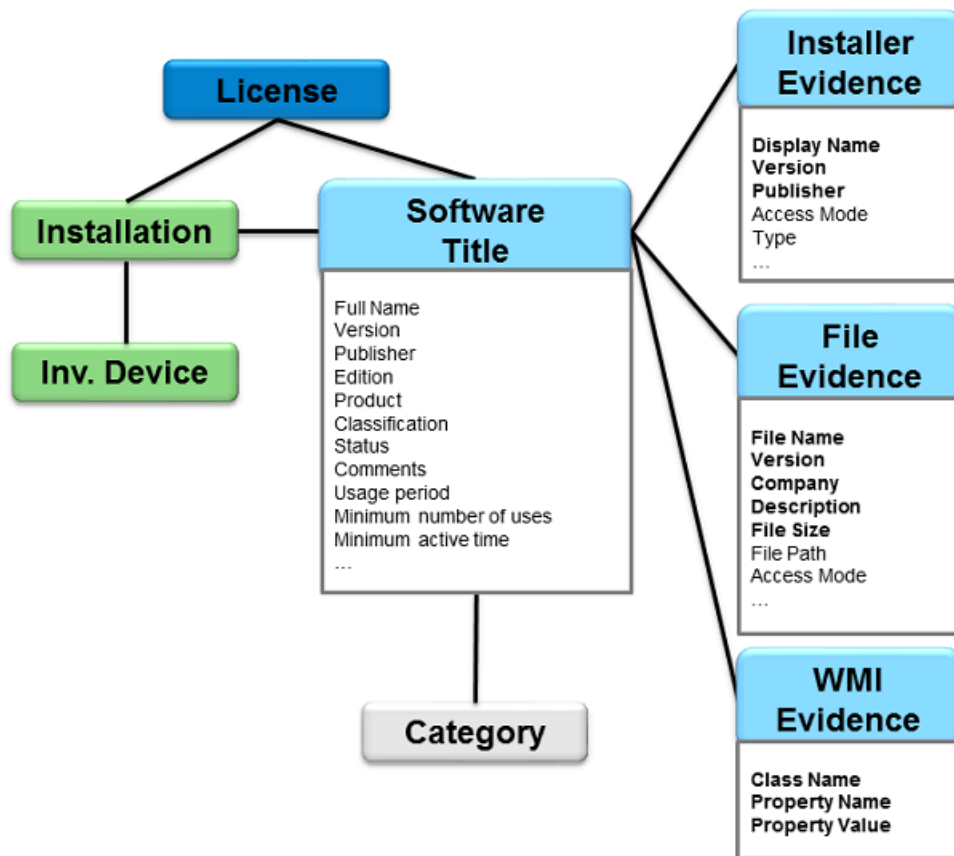 License
Installation
Inv. Device
Software
Title
Full Name
Version
Publisher
Edition
Product
Classification
Status
Comments
Usage period
Minimum number of uses
Minimum active time
...
Category
Installer
Evidence
Display Name
Version
Publisher
Access Mode
Type
...
File
Evidence
File Name
Version
Company
Description
File Size
File Path
Access Mode
...
WMI
Evidence
Class Name
Property Name
Property Value